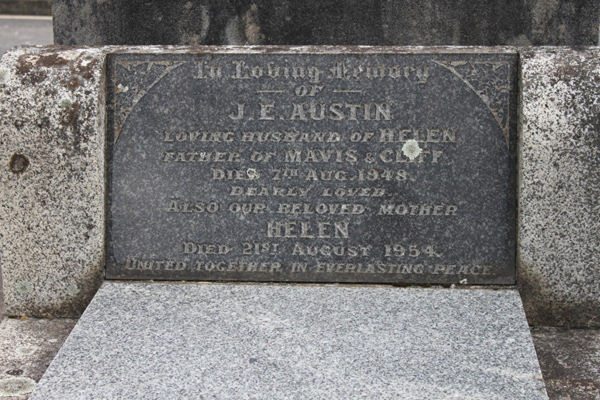 In Loving Memory
OF
J. E. AUSTIN
LOVING HUSBAND OF HELEN
FATHER OF MAVIS & CLIFF.
DIED 7TH AUG. 1948.
DEARLY LOVED.
ALSO OUR BELOVED MOTHER
HELEN
DIED 21ST AUGUST 1954.
UNITED TOGETHER IN EVERLASTING PEACE